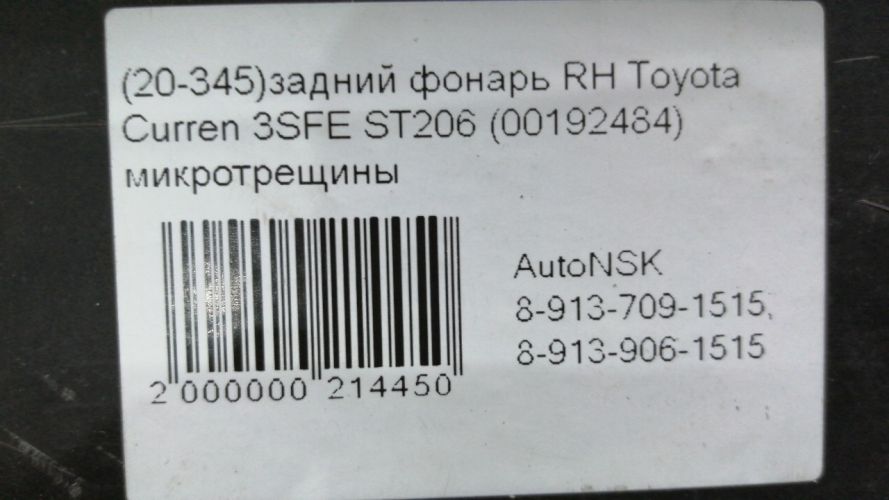 (20-345)задний фонарь RH Toyota
Curren 3SFE ST206 (00192484)
микротрещины
AutoNSK
8-913-709-1515,
8-913-906-1515
2 000000 214450